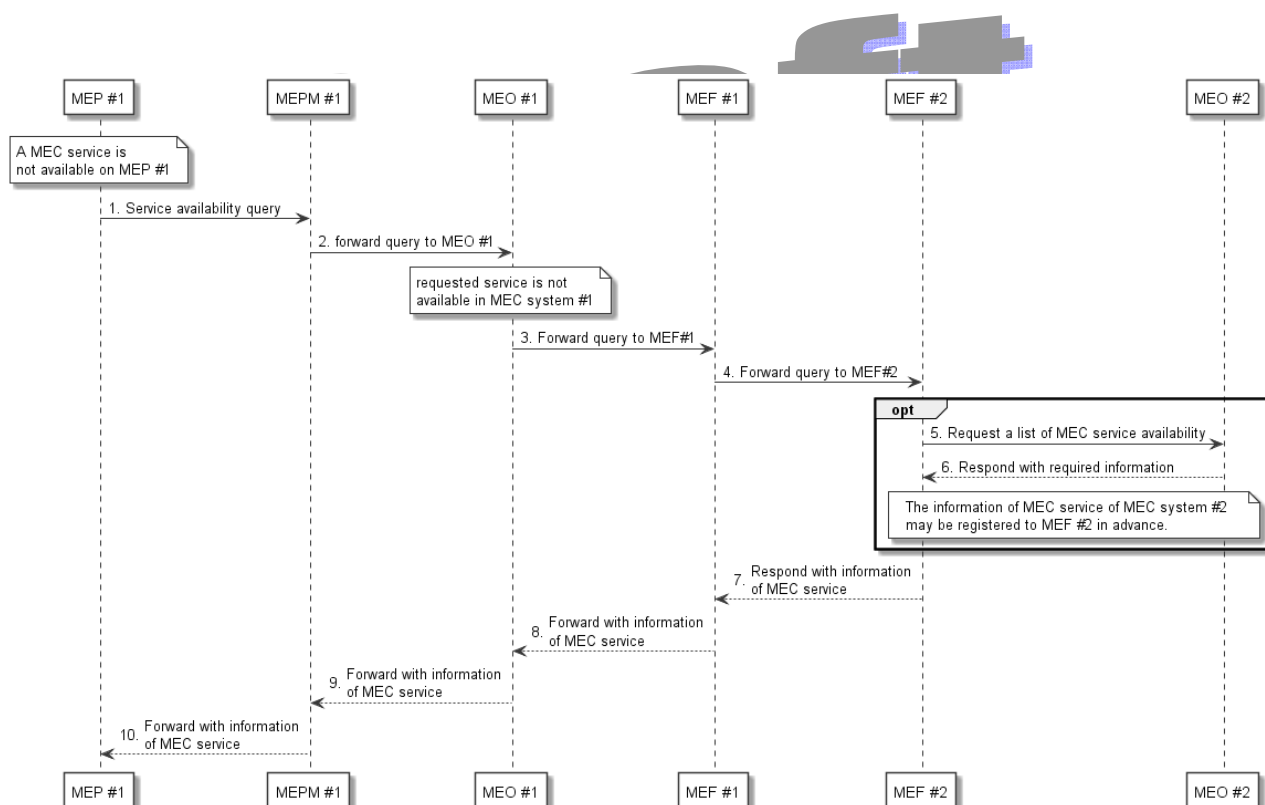 MEP #1
MEPM #1
MEO #1
MEF #1
MEF #2
MEO #2
A MEC service is
not available on MEP #1
1. Service availability query
2. forward query to MEO #1
requested service is not
available in MEC system #1
3. Forward query to MEF#1
4. Forward query to MEF#2
opt
5. Request a list of MEC service availability
6. Respond with required information
The information of MEC service of MEC system #2
may be registered to MEF #2 in advance.
7. Respond with information
of MEC service
8. Forward with information
of MEC service
9. Forward with information
of MEC service
10. Forward with information
of MEC service
MEP #1
MEPM #1
MEO #1
MEF #1
MEF #2
MEO #2